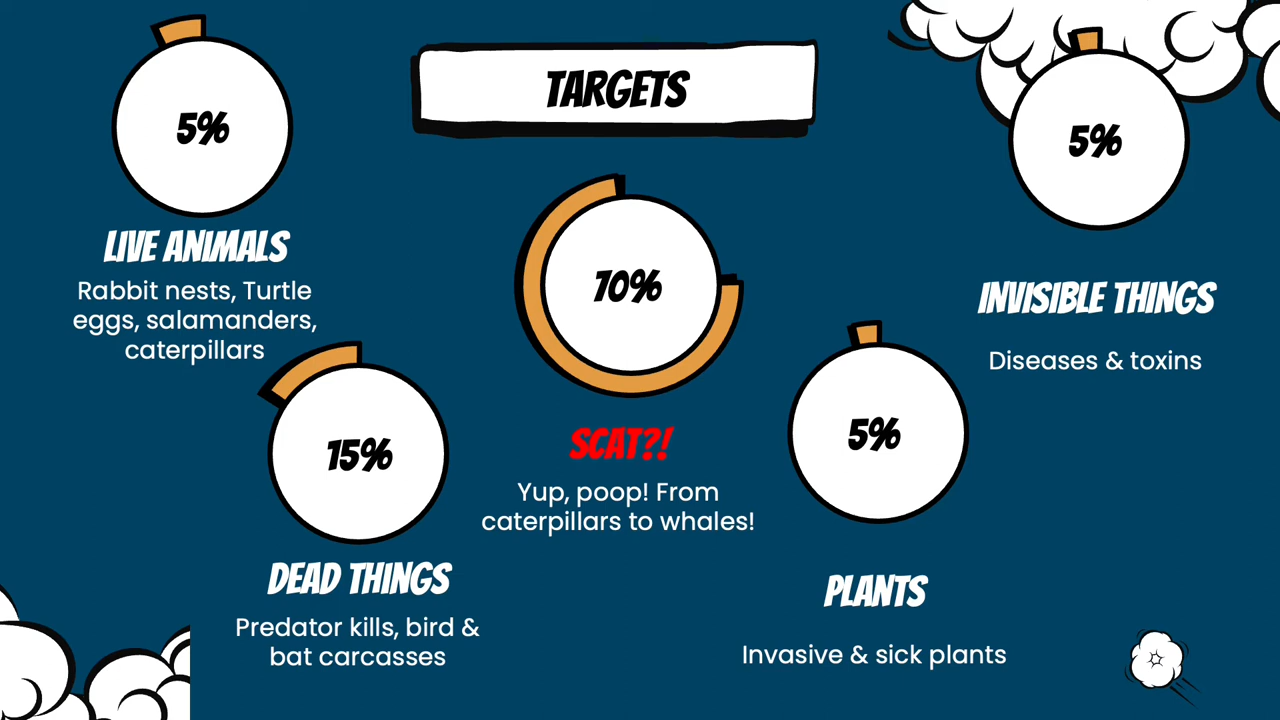 TARGETS
5%
LIVE ANIMALS
Rabbit nests, Turtle
eggs, salamanders,
caterpillars
15%
DEAD THINGS
Predator kills, bird &
bat carcasses
70%
SCAT?!
Yup, poop! From
caterpillars to whales!
5%
PLANTS
Invasive & sick plants
5%
INVISIBLE THINGS
Diseases & toxins